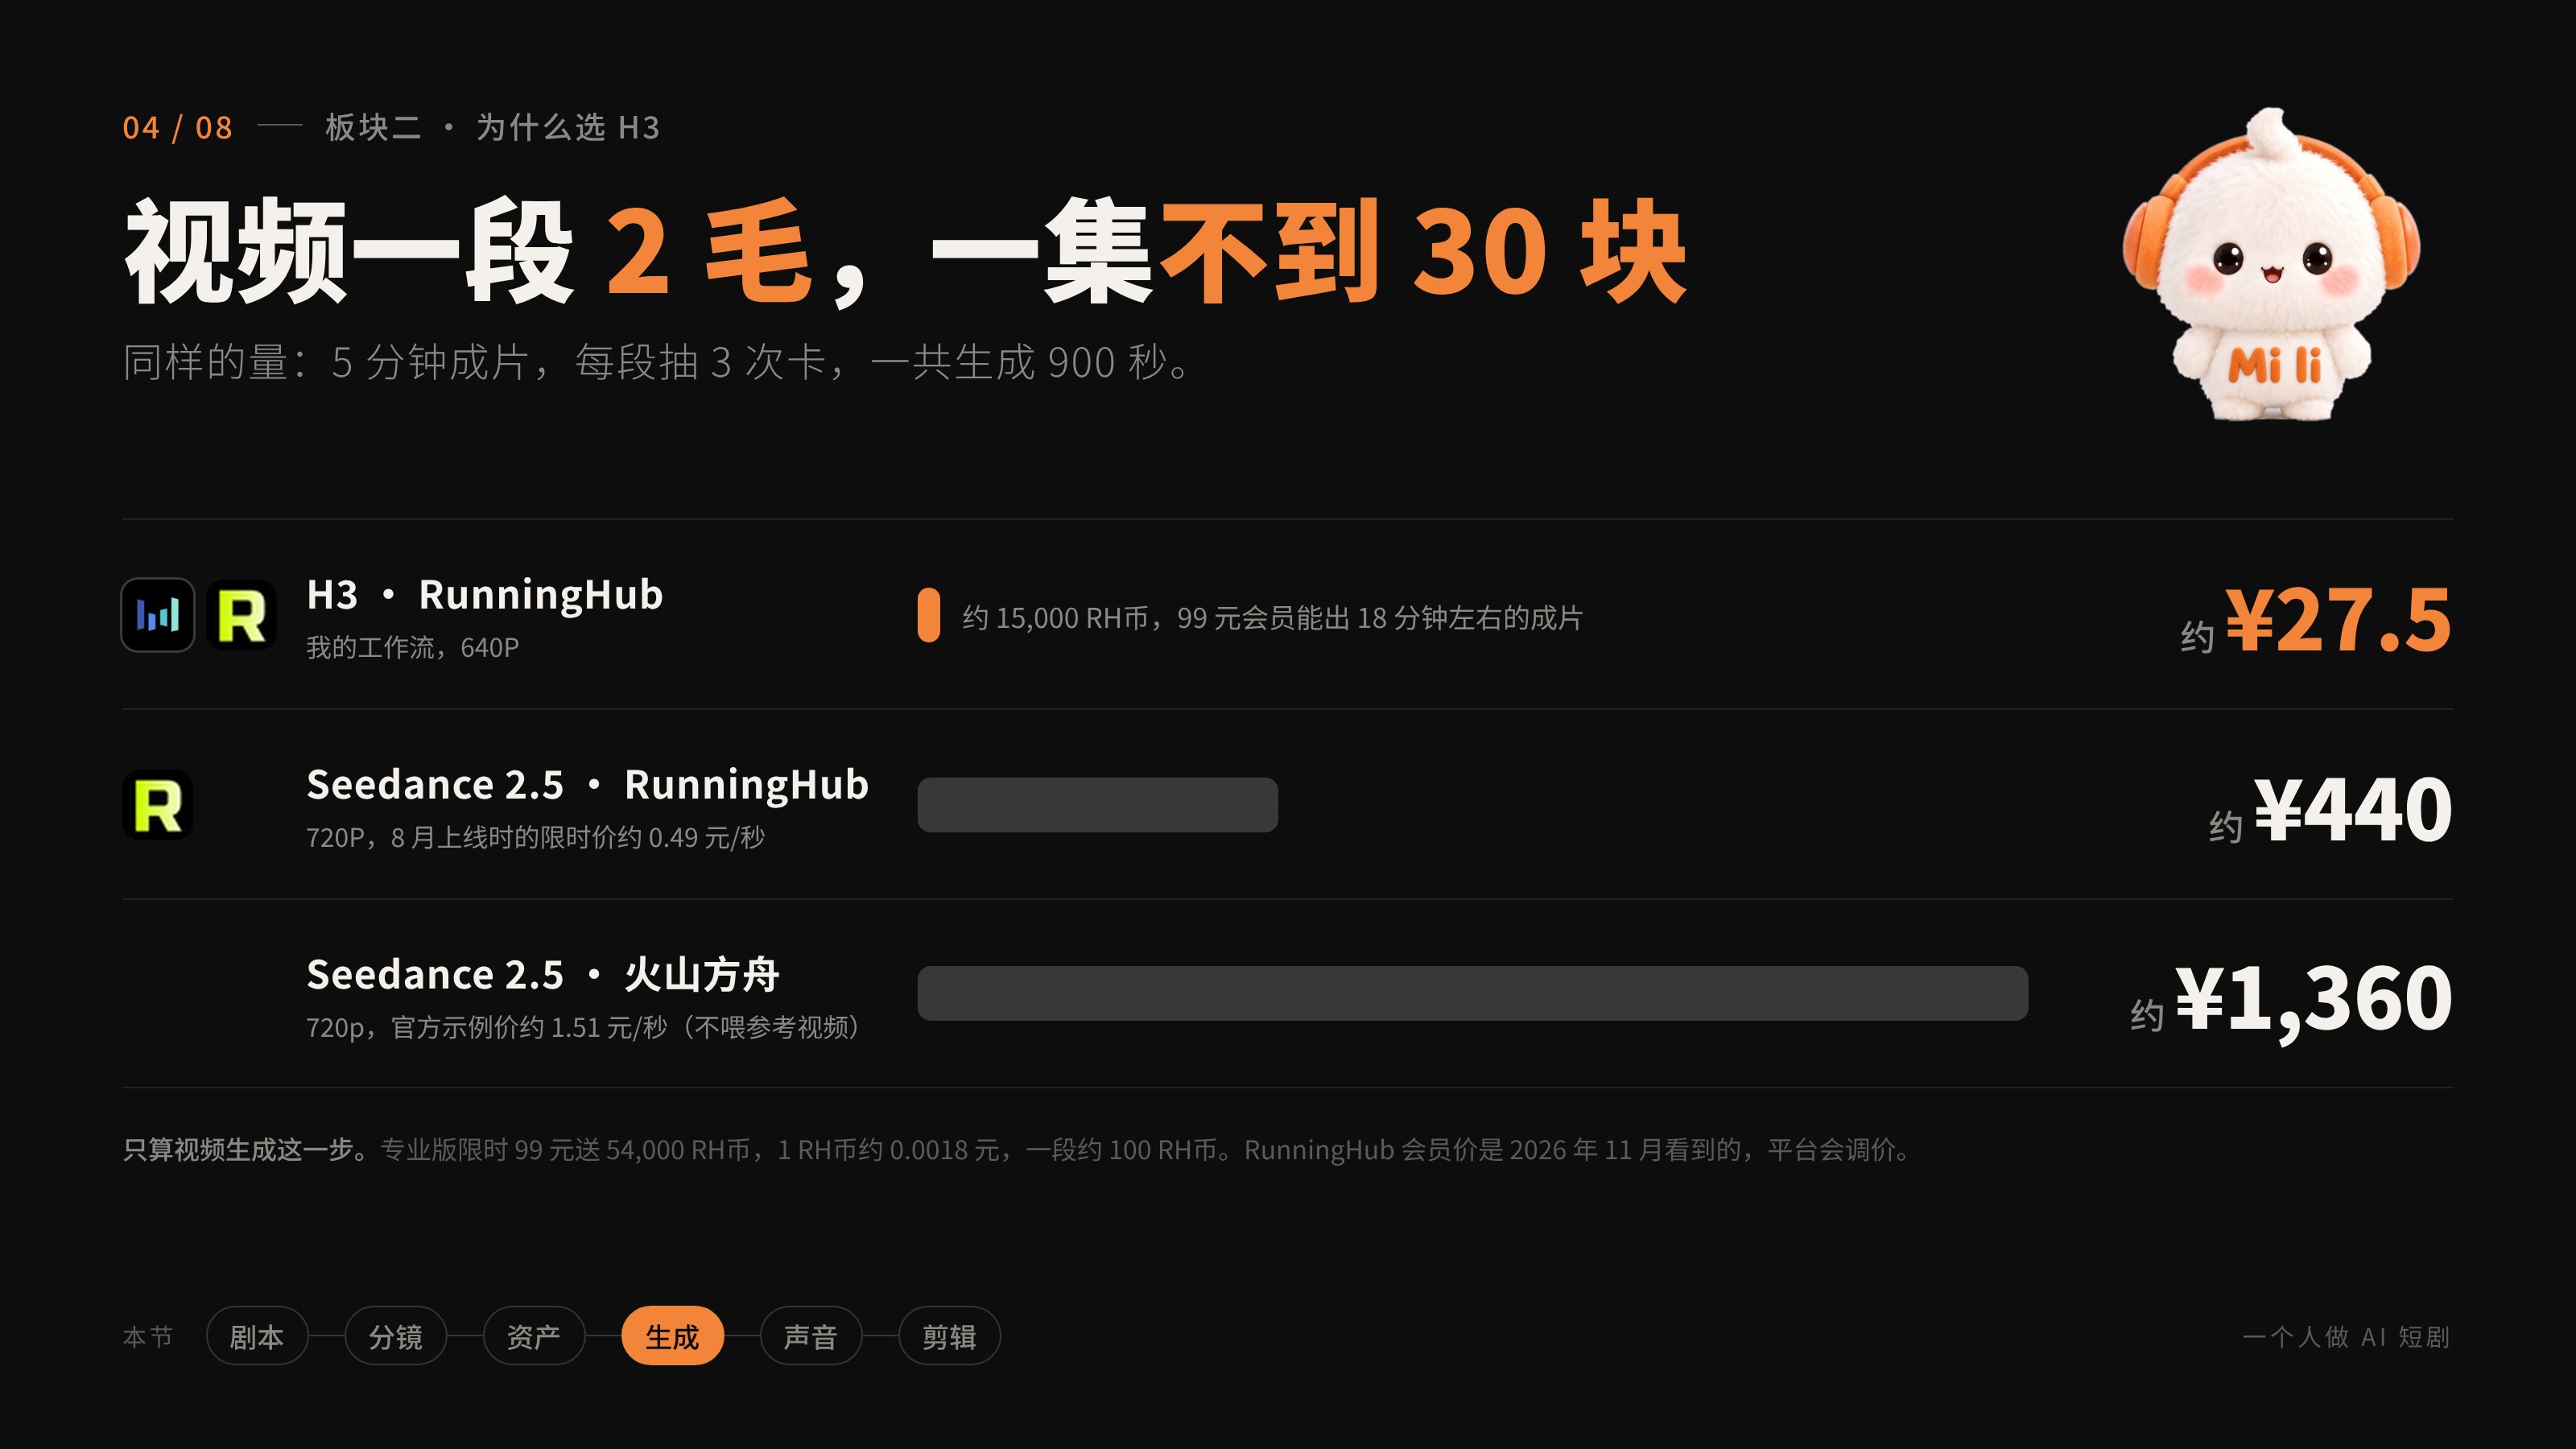 04 / 08 — 板块二 · 为什么选 H3
视频一段 2 毛，一集不到 30 块
同样的量：5 分钟成片，每段抽 3 次卡，一共生成 900 秒。
Mi li
R
H3 · RunningHub
我的工作流，640P
约 15,000 RH币，99 元会员能出 18 分钟左右的成片
约 ¥27.5
R
Seedance 2.5 · RunningHub
720P，8 月上线时的限时价约 0.49 元/秒
约 ¥440
Seedance 2.5 · 火山方舟
720p，官方示例价约 1.51 元/秒（不喂参考视频）
约 ¥1,360
只算视频生成这一步。专业版限时 99 元送 54,000 RH币，1 RH币约 0.0018 元，一段约 100 RH币。RunningHub 会员价是 2026 年 11 月看到的，平台会调价。
本节 剧本 分镜 资产 生成 声音 剪辑
一个人做 AI 短剧